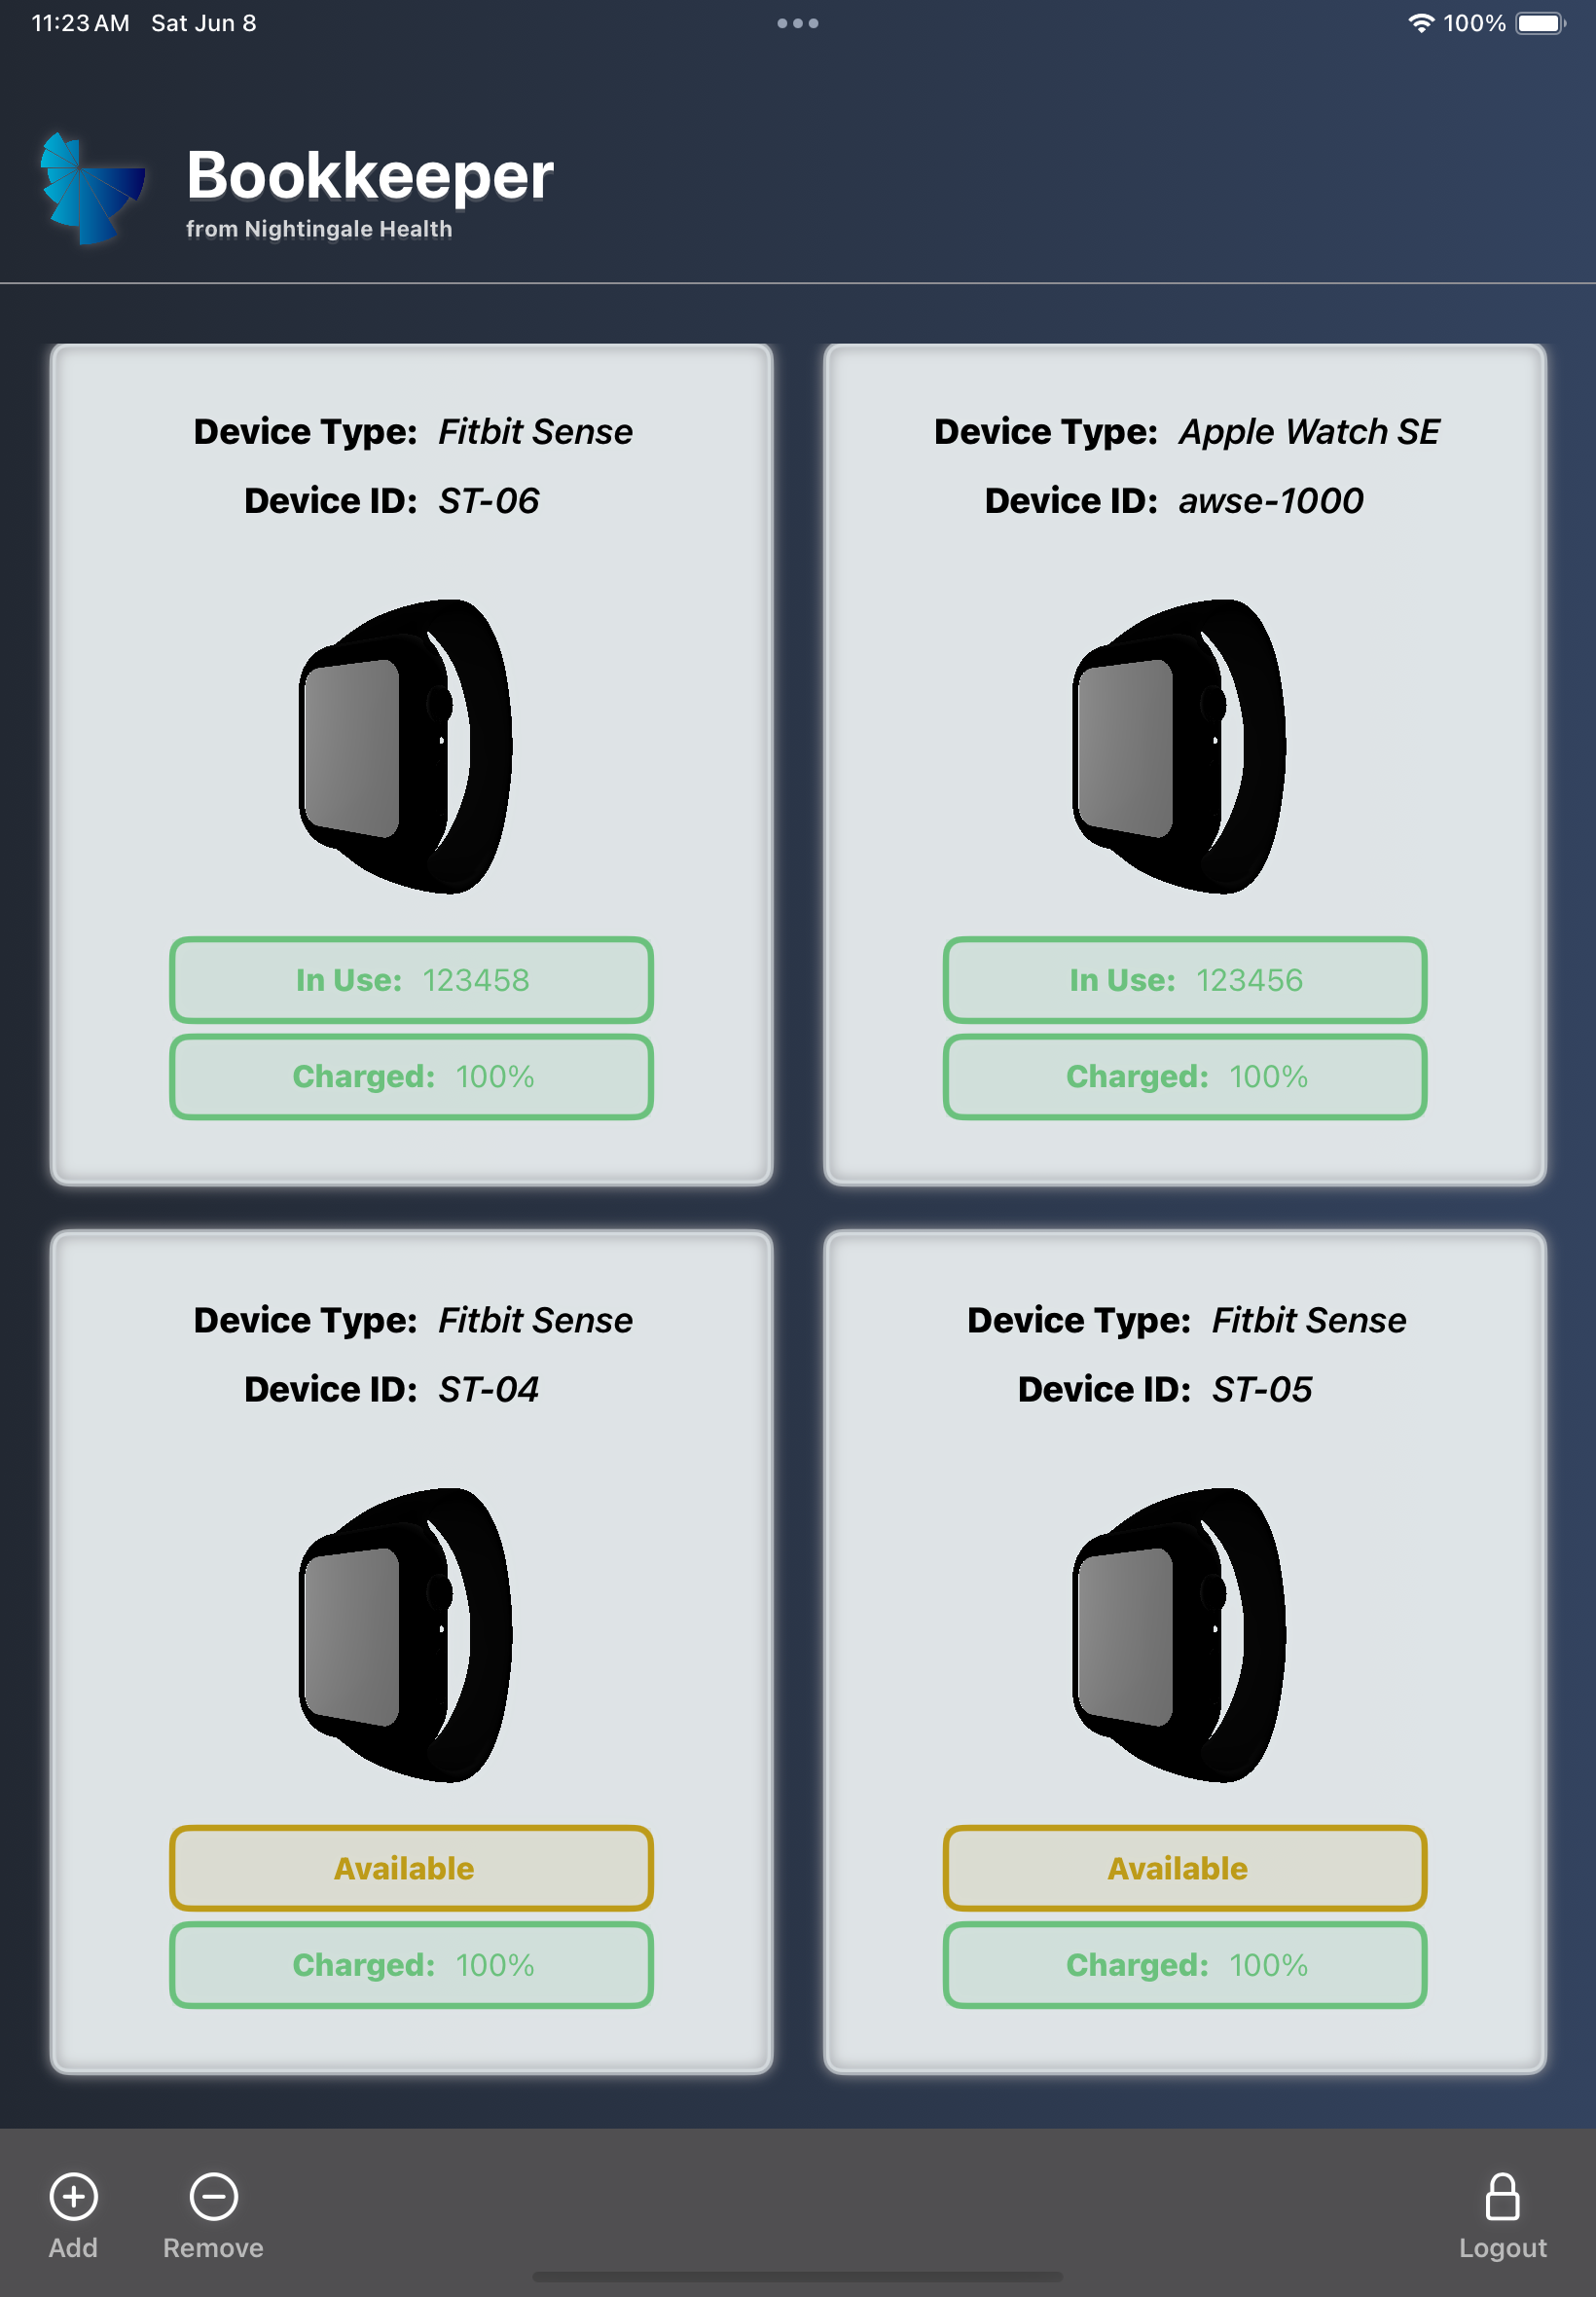 11:23 AM Sat Jun 8
100%
Bookkeeper
from Nightingale Health
Device Type: Fitbit Sense
Device ID: ST-06
In Use: 123458
Charged: 100%
Device Type: Apple Watch SE
Device ID: awse-1000
In Use: 123456
Charged: 100%
Device Type: Fitbit Sense
Device ID: ST-04
Available
Charged: 100%
Device Type: Fitbit Sense
Device ID: ST-05
Available
Charged: 100%
Add
Remove
Logout